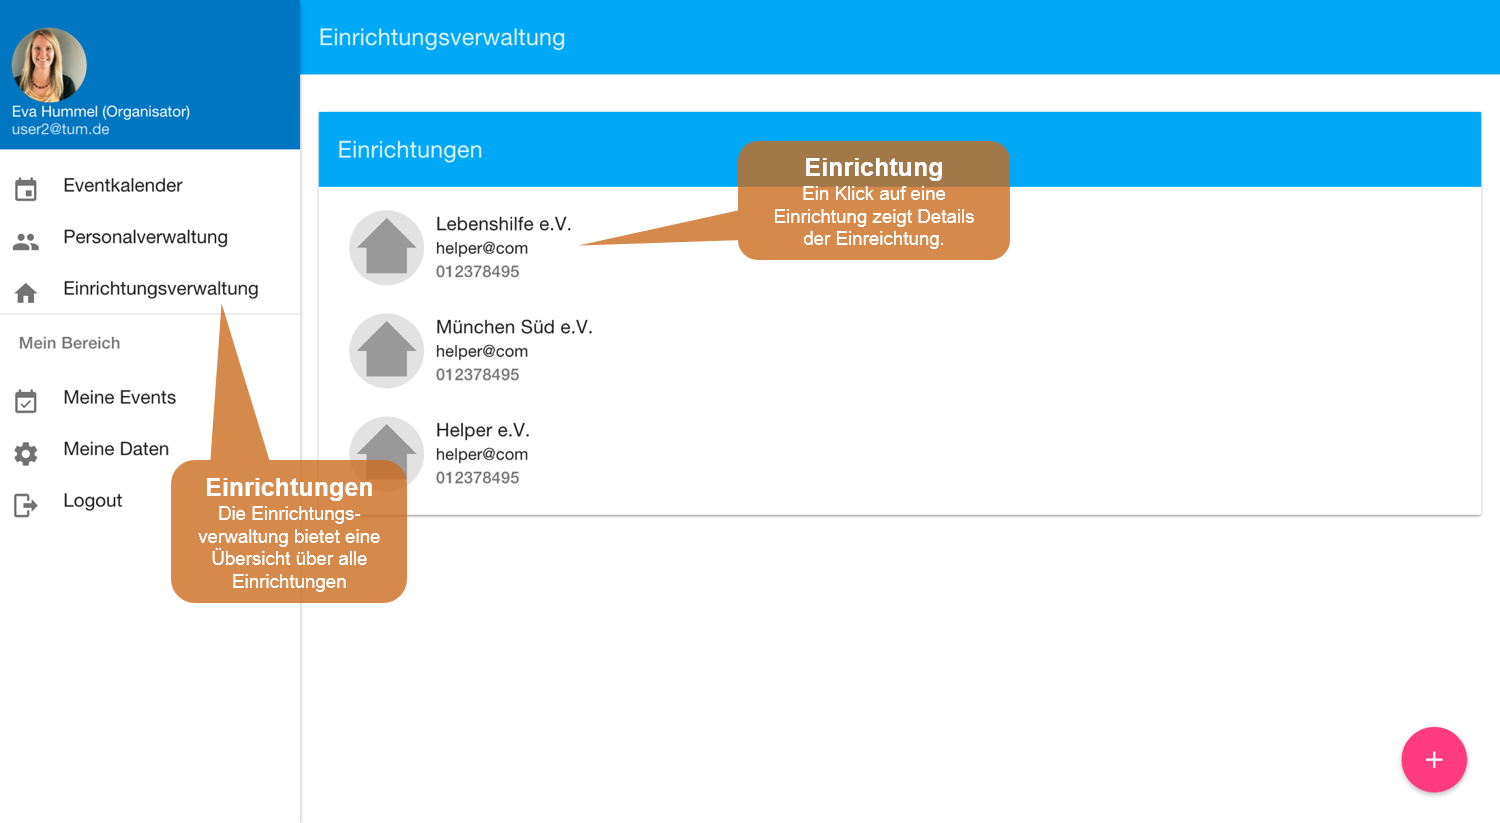 Eva Hummel (Organisator)
user2@tum.de
Eventkalender
Personalverwaltung
Einrichtungsverwaltung
Mein Bereich
Meine Events
Meine Daten
Logout
Einrichtungen
Die Einrichtungs-
verwaltung bietet eine
Übersicht über alle
Einrichtungen
Einrichtungsverwaltung
Einrichtungen
Lebenshilfe e.V.
helper@com
012378495
München Süd e.V.
helper@com
012378495
Helper e.V.
helper@com
012378495
Einrichtung
Ein Klick auf eine
Einrichtung zeigt Details
der Einreichtung.
+